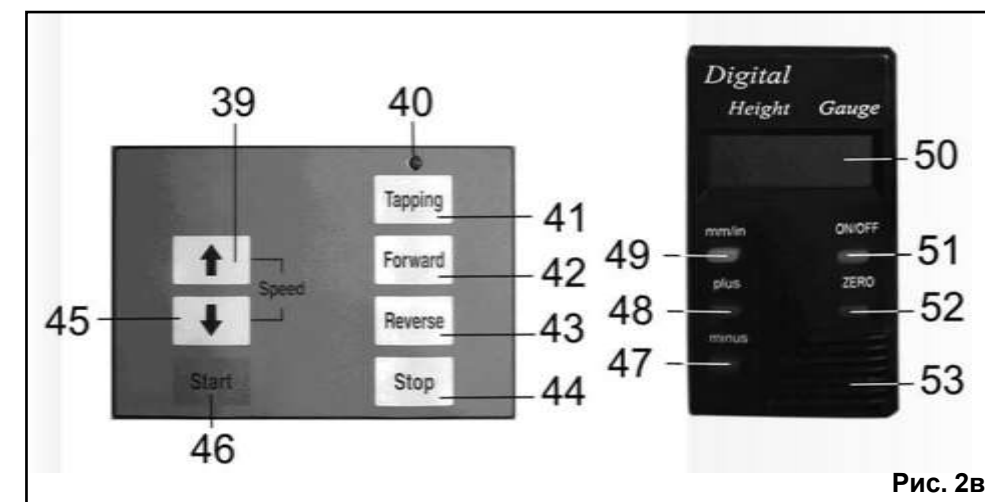 39
40
Tapping
41
Forward
42
Speed
Reverse
43
45
Start
Stop
44
46
Digital
Height Gauge
50
mm/in
ON/OFF
49
51
plus
ZERO
48
52
minus
47
53
Рис. 2в